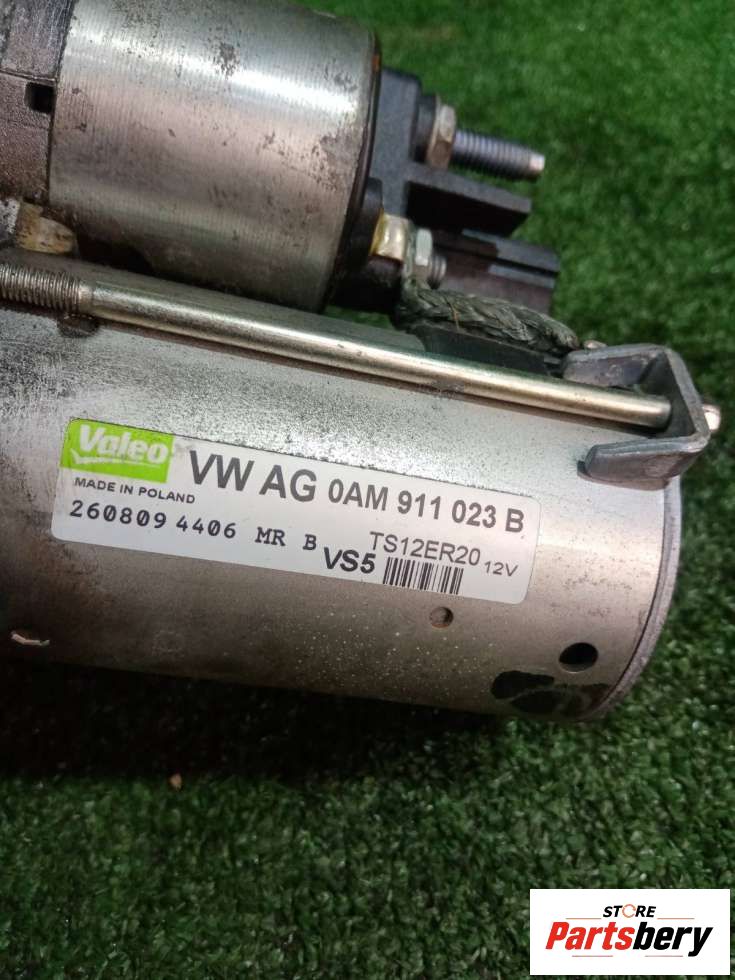 Valeo VW AG 0AM 911 023 B
MADE IN POLAND
260809 4406 MR B TS12ER20 12V
VS5
STORE
Partsbery